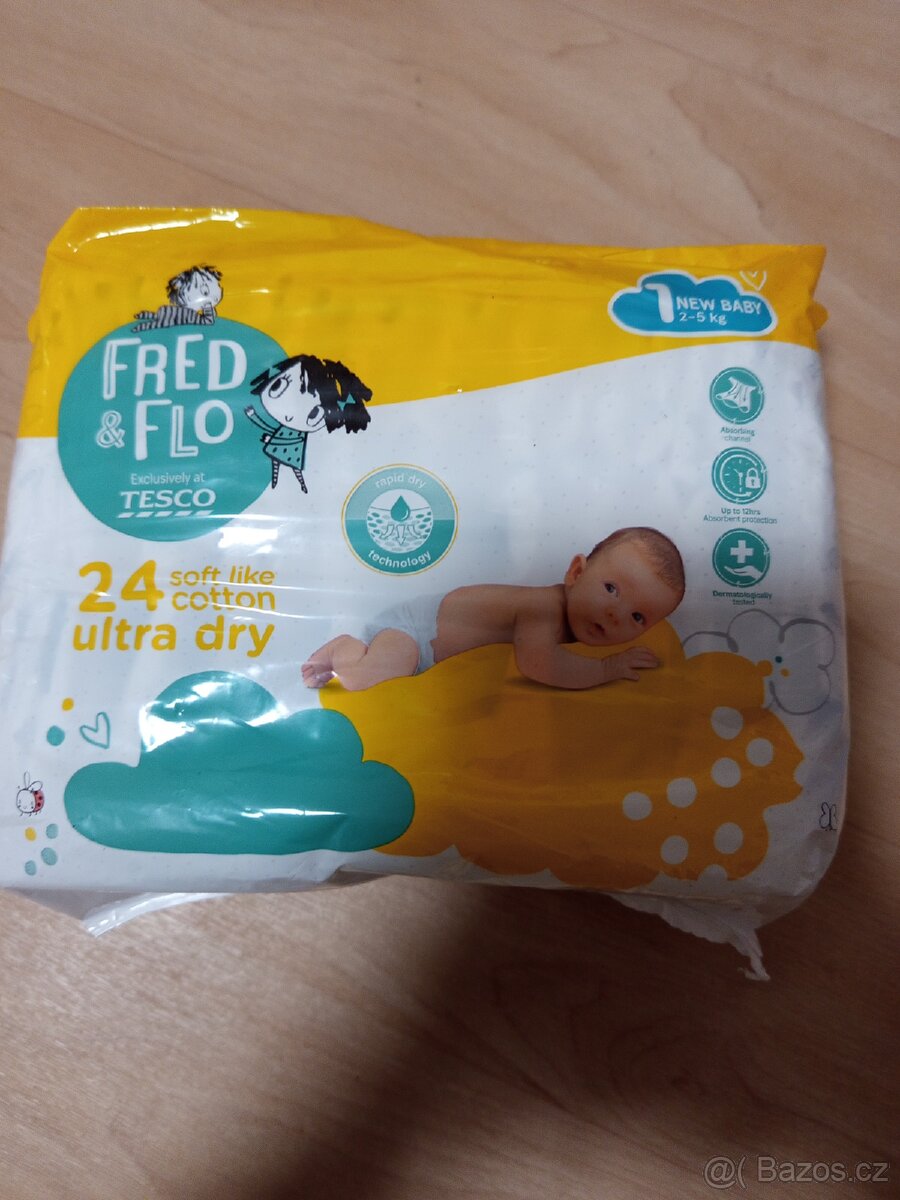 1 NEW BABY
2-5 kg
FRED
& FLO
Exclusively at
TESCO
rapid dry
technology
Absorbing
channel
Up to 12hrs
Absorbent protection
Dermatologically
tested
24 soft like
cotton
ultra dry
@( Bazos.cz